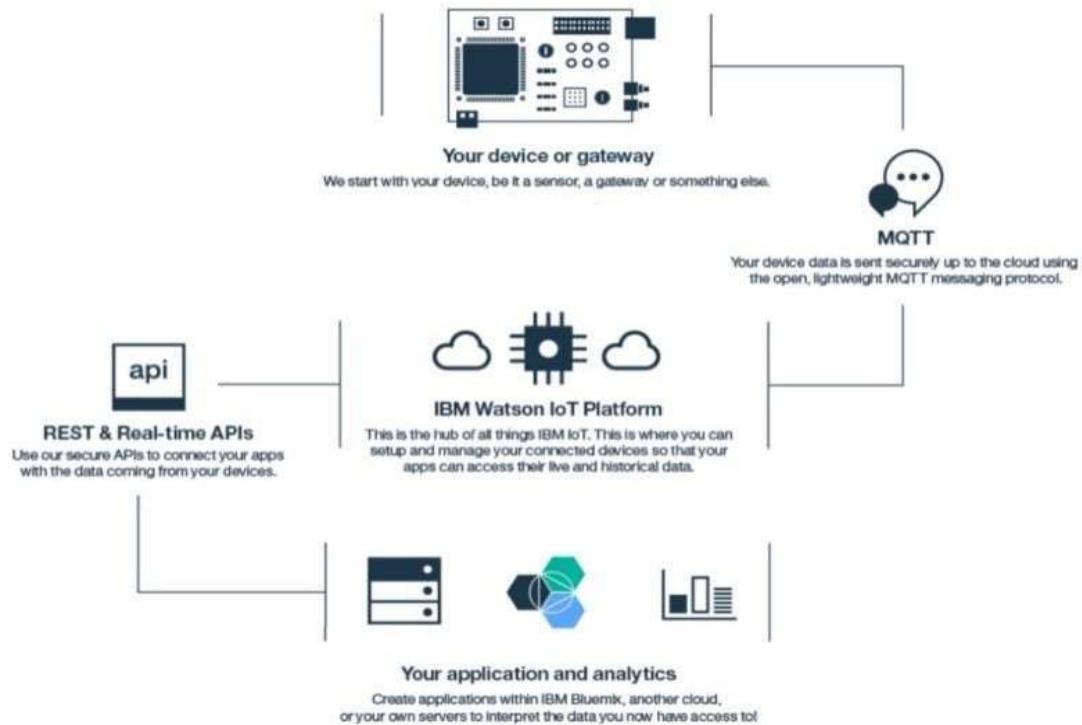 Your device or gateway
We start with your device, be it a sensor, a gateway or something else.
MQTT
Your device data is sent securely up to the cloud using
the open, lightweight MQTT messaging protocol.
api
REST & Real-time APIs
Use our secure APIs to connect your apps
with the data coming from your devices.
IBM Watson IoT Platform
This is the hub of all things IBM IoT. This is where you can
setup and manage your connected devices so that your
apps can access their live and historical data.
Your application and analytics
Create applications within IBM Bluemix, another cloud,
or your own servers to interpret the data you now have access to!